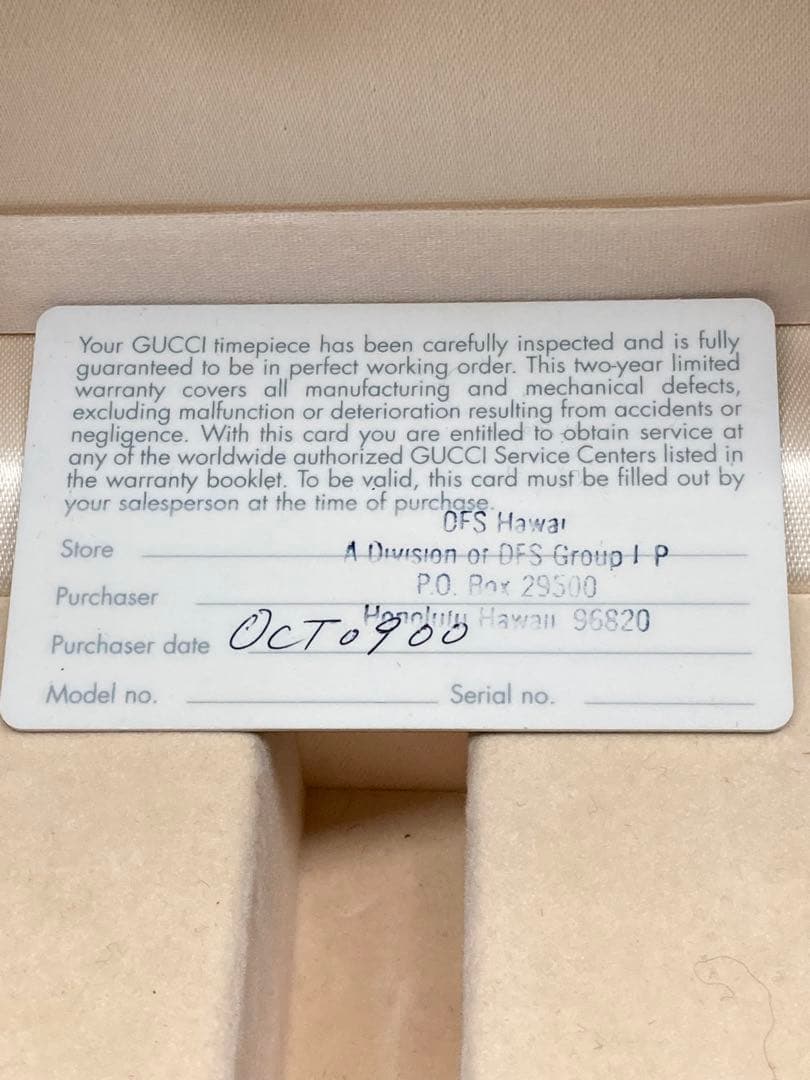 Your GUCCI timepiece has been carefully inspected and is fully
guaranteed to be in perfect working order. This two-year limited
warranty covers all manufacturing and mechanical defects,
excluding malfunction or deterioration resulting from accidents or
negligence. With this card you are entitled to obtain service at
any of the worldwide authorized GUCCI Service Centers listed in
the warranty booklet. To be valid, this card must be filled out by
your salesperson at the time of purchase.
DFS Hawai
Store
A Division of DFS Group L P
P.O. Box 29500
Purchaser
Honolulu Hawaii 96820
Purchaser date OCT 0900
Model no. Serial no.